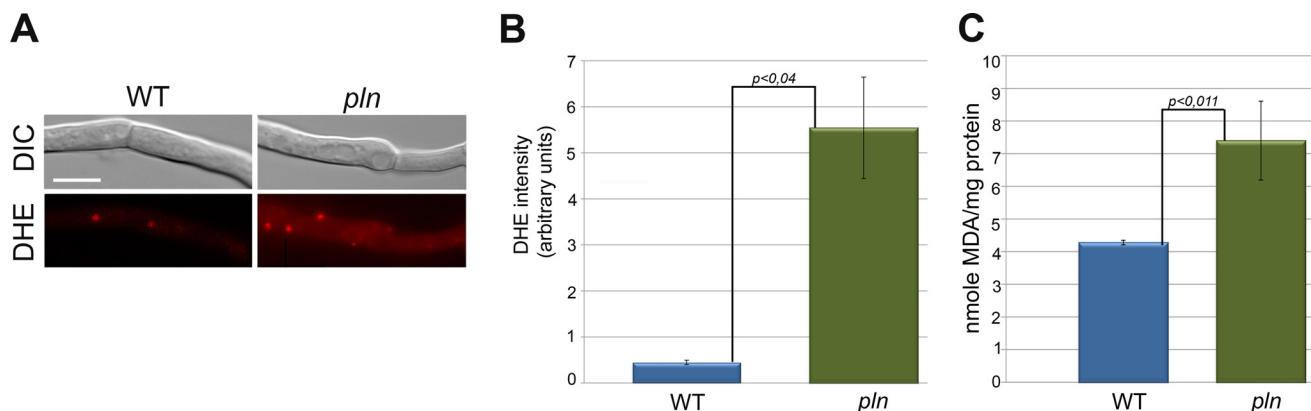 A
WT
pln
DIC
DHE
B
DHE intensity
(arbitrary units)
7
6
5
4
3
2
1
0
p<0,04
WT
pln
C
nmole MDA/mg protein
10
9
8
7
6
5
4
3
2
1
0
p<0,011
WT
pln